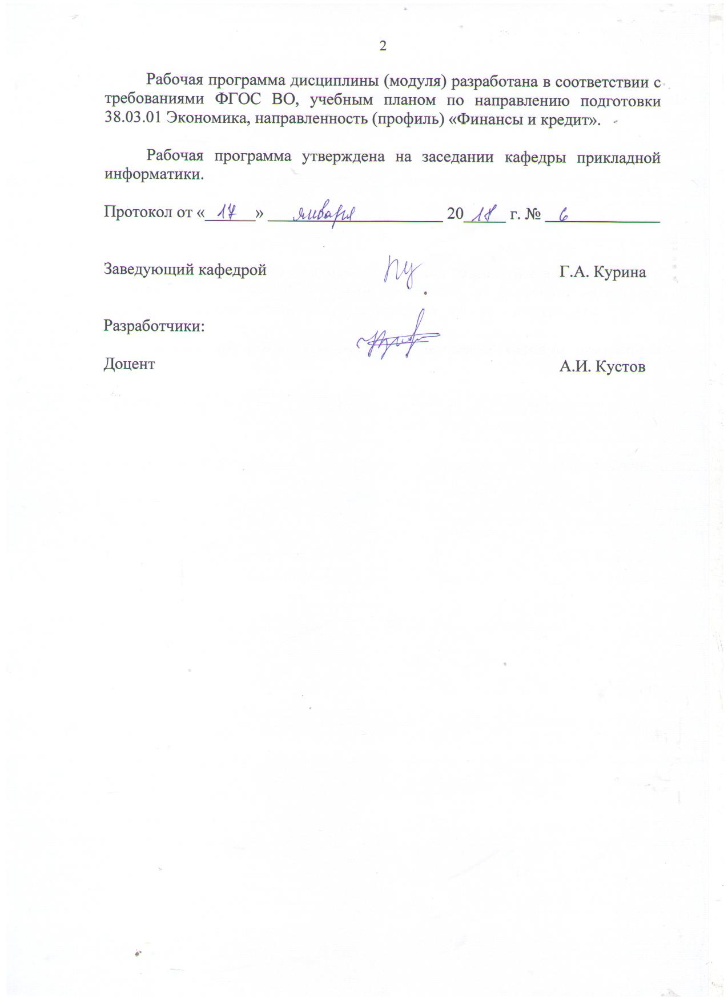 2
Рабочая программа дисциплины (модуля) разработана в соответствии с
требованиями ФГОС ВО, учебным планом по направлению подготовки
38.03.01 Экономика, направленность (профиль) «Финансы и кредит».
Рабочая программа утверждена на заседании кафедры прикладной
информатики.
Протокол от «17» января 2018 г. № 6
Заведующий кафедрой Г.А. Курина
Разработчики:
Доцент А.И. Кустов